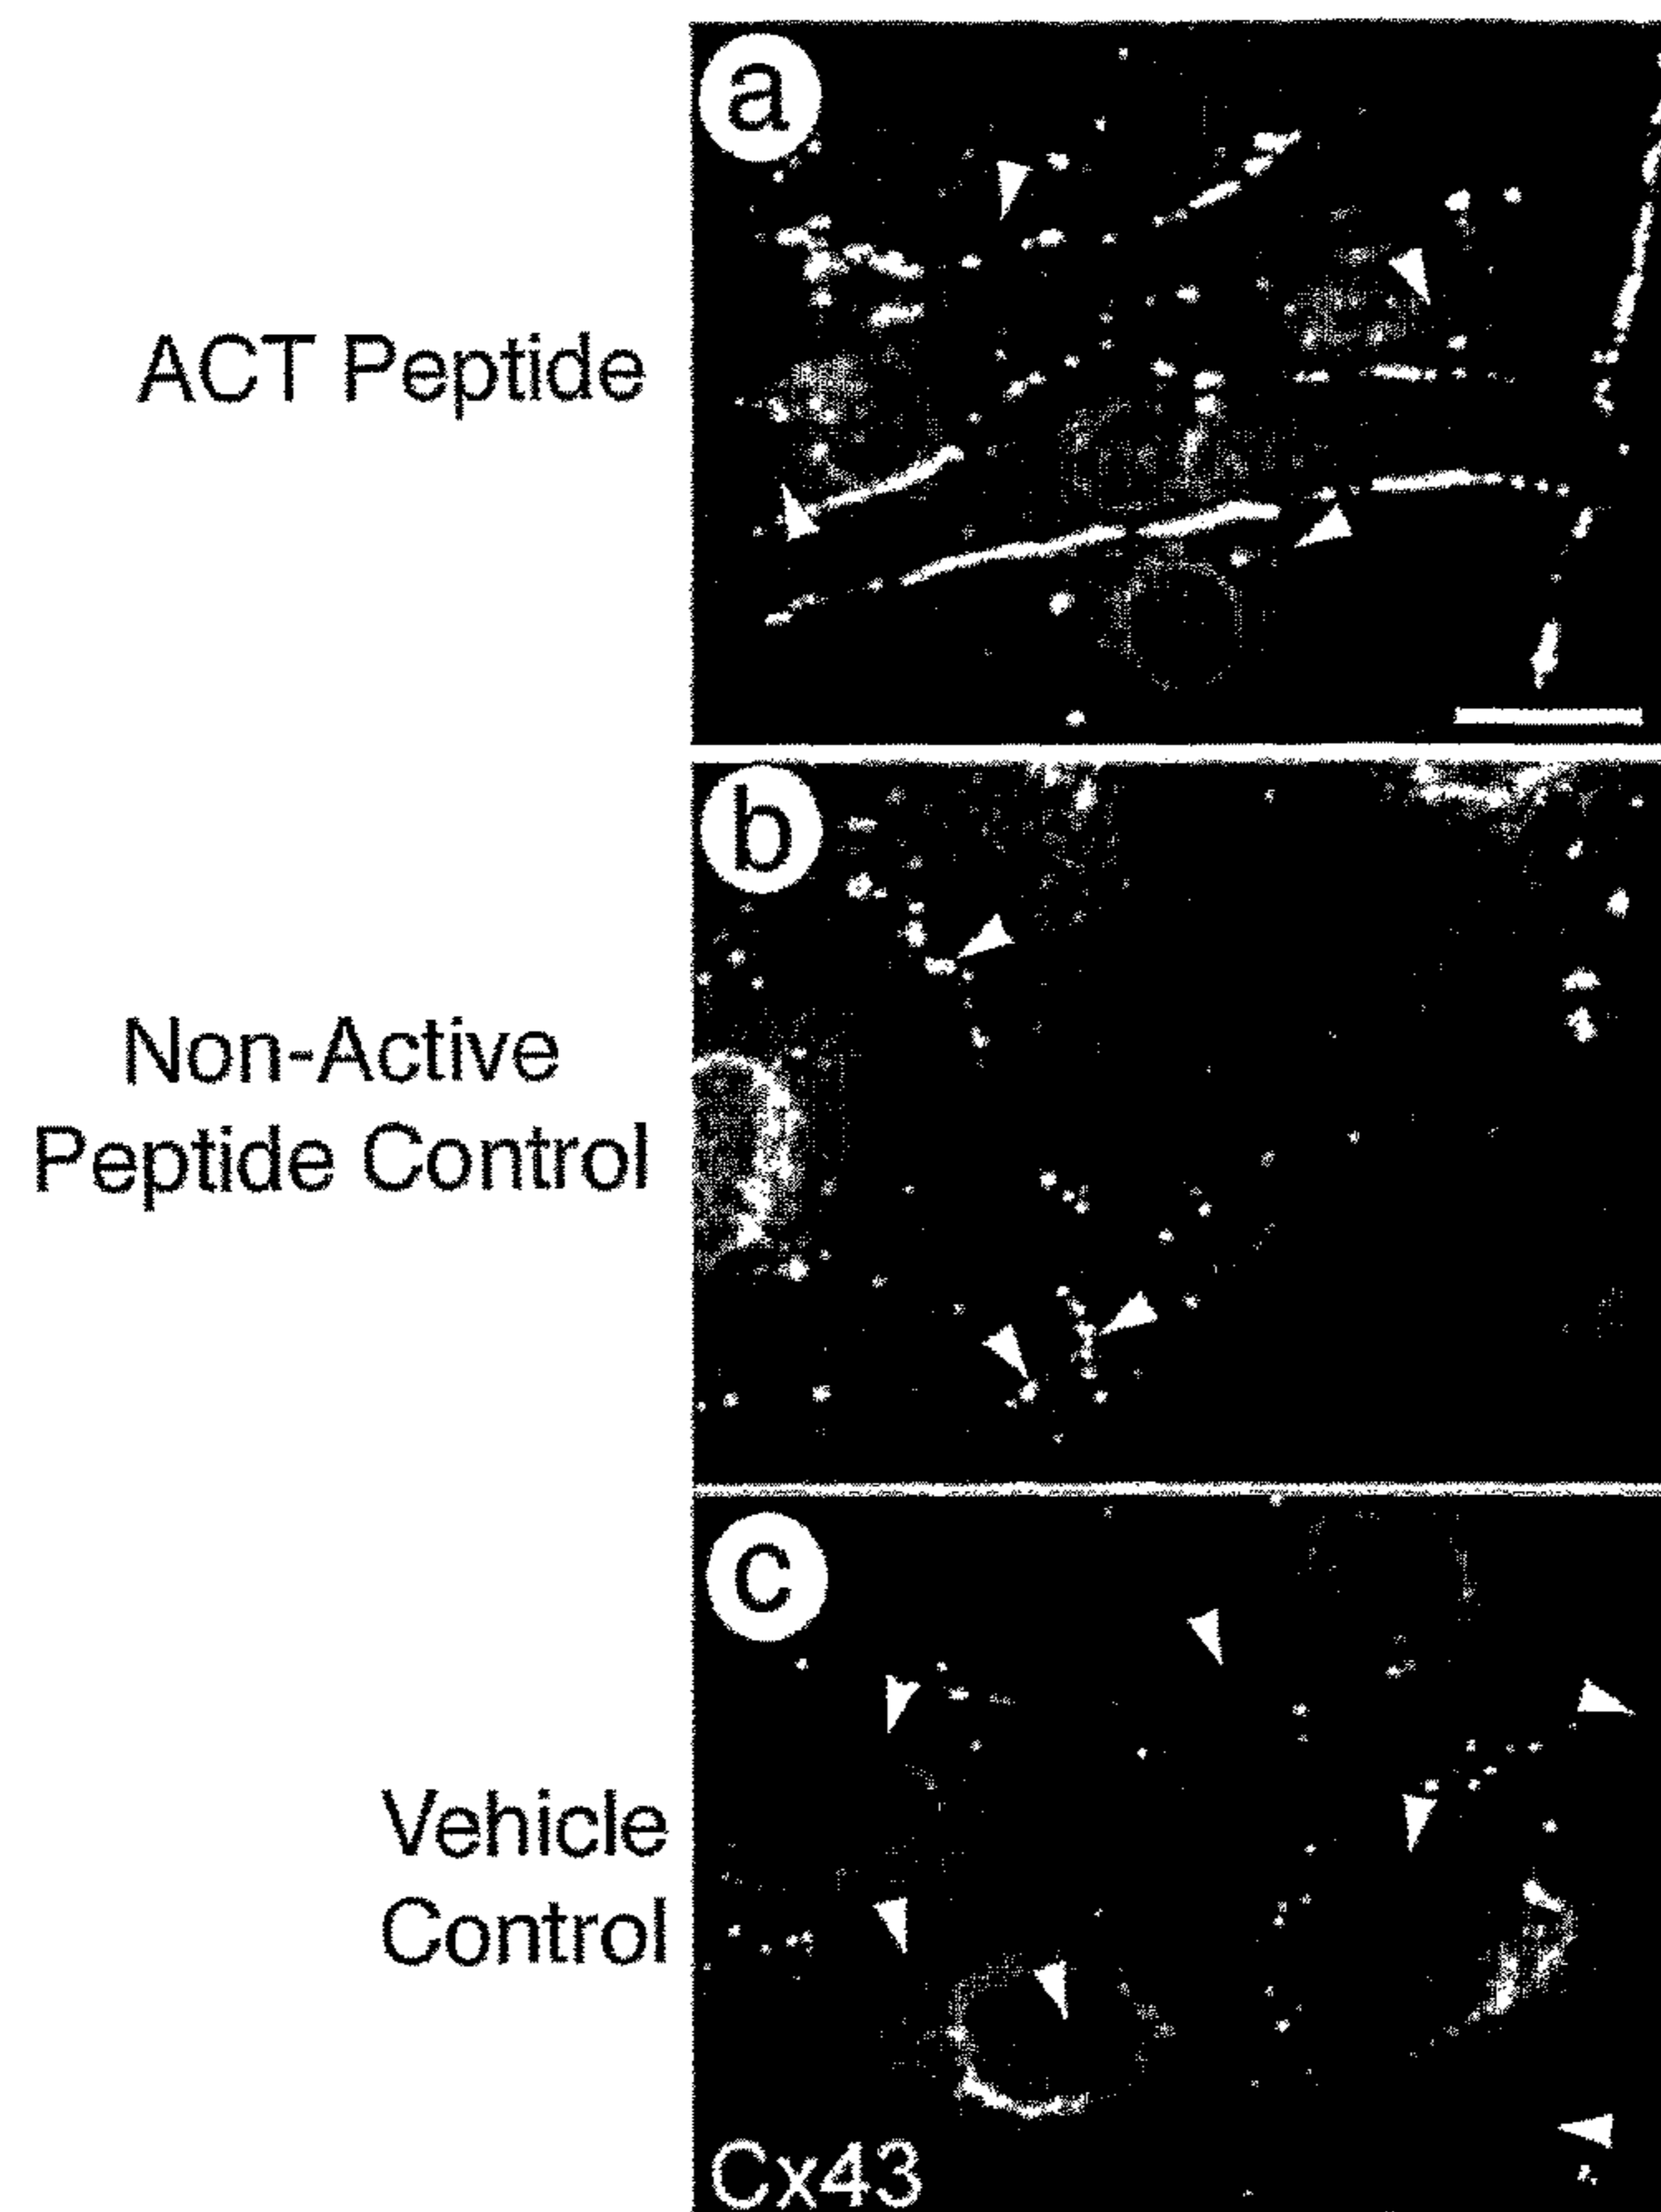 a
ACT Peptide
b
Non-Active
Peptide Control
c
Vehicle
Control
Cx43